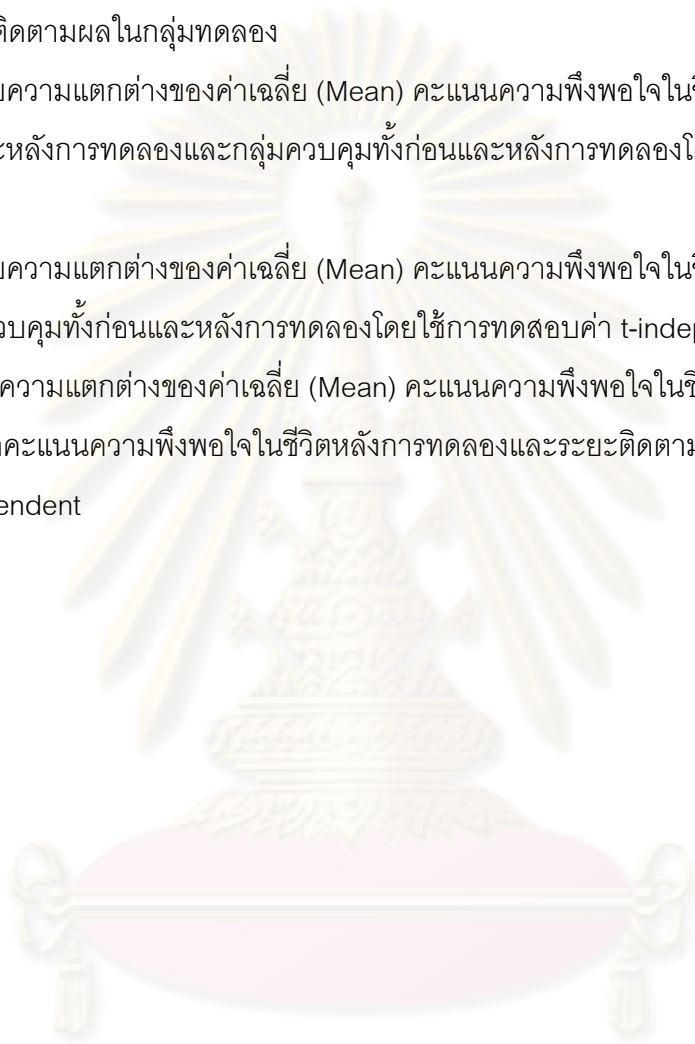 ติดตามผลในกลุ่มทดลอง
ความแตกต่างของค่าเฉลี่ย (Mean) คะแนนความพึงพอใจในชี
หลังการทดลองและกลุ่มควบคุมทั้งก่อนและหลังการทดลองโ
ความแตกต่างของค่าเฉลี่ย (Mean) คะแนนความพึงพอใจในชี
วบคุมทั้งก่อนและหลังการทดลองโดยใช้การทดสอบค่า t-inde
ความแตกต่างของค่าเฉลี่ย (Mean) คะแนนความพึงพอใจในชี
คะแนนความพึงพอใจในชีวิตหลังการทดลองและระยะติดตาม
endent